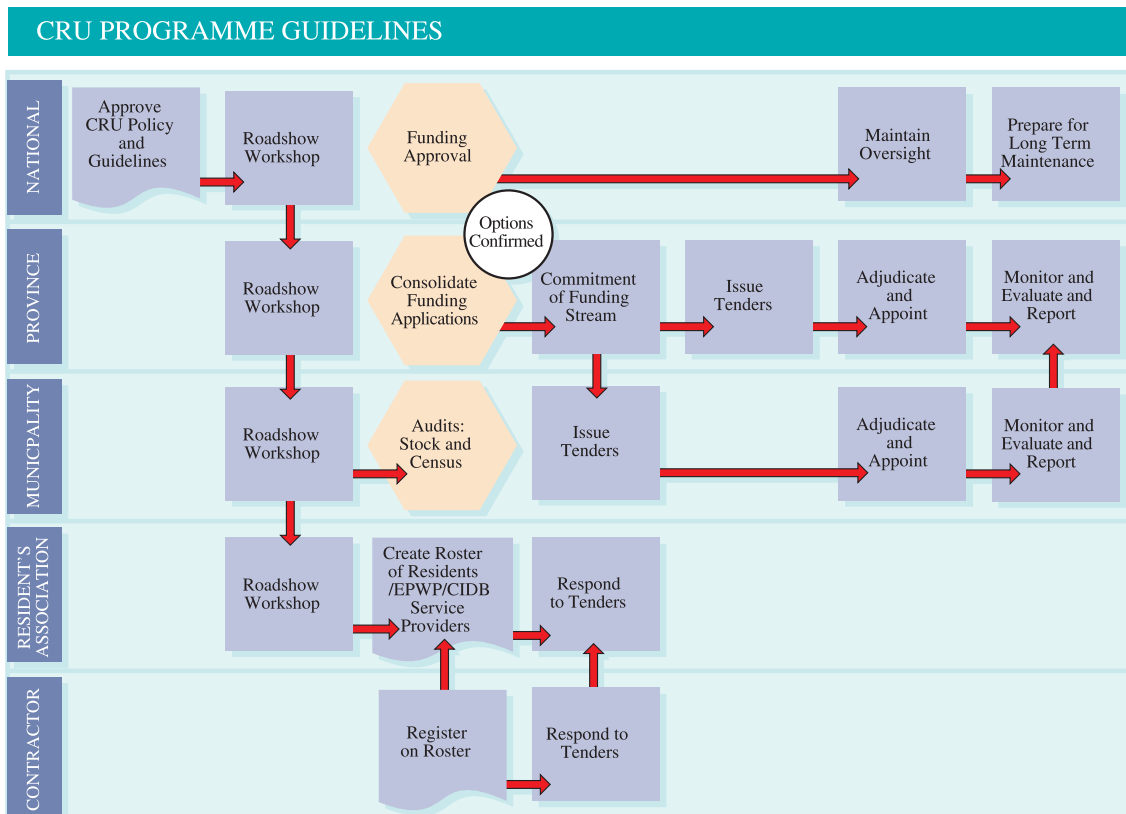 CRU PROGRAMME GUIDELINES
NATIONAL
Approve
CRU Policy
and
Guidelines
Roadshow
Workshop
Funding
Approval
Maintain
Oversight
Prepare for
Long Term
Maintenance
Options
Confirmed
PROVINCE
Roadshow
Workshop
Consolidate
Funding
Applications
Commitment
of Funding
Stream
Issue
Tenders
Adjudicate
and
Appoint
Monitor and
Evaluate and
Report
MUNICPALITY
Roadshow
Workshop
Audits:
Stock and
Census
Issue
Tenders
Adjudicate
and
Appoint
Monitor and
Evaluate and
Report
RESIDENT'S
ASSOCIATION
Roadshow
Workshop
Create Roster
of Residents
/EPWP/CIDB
Service
Providers
Respond
to Tenders
CONTRACTOR
Register
on Roster
Respond to
Tenders